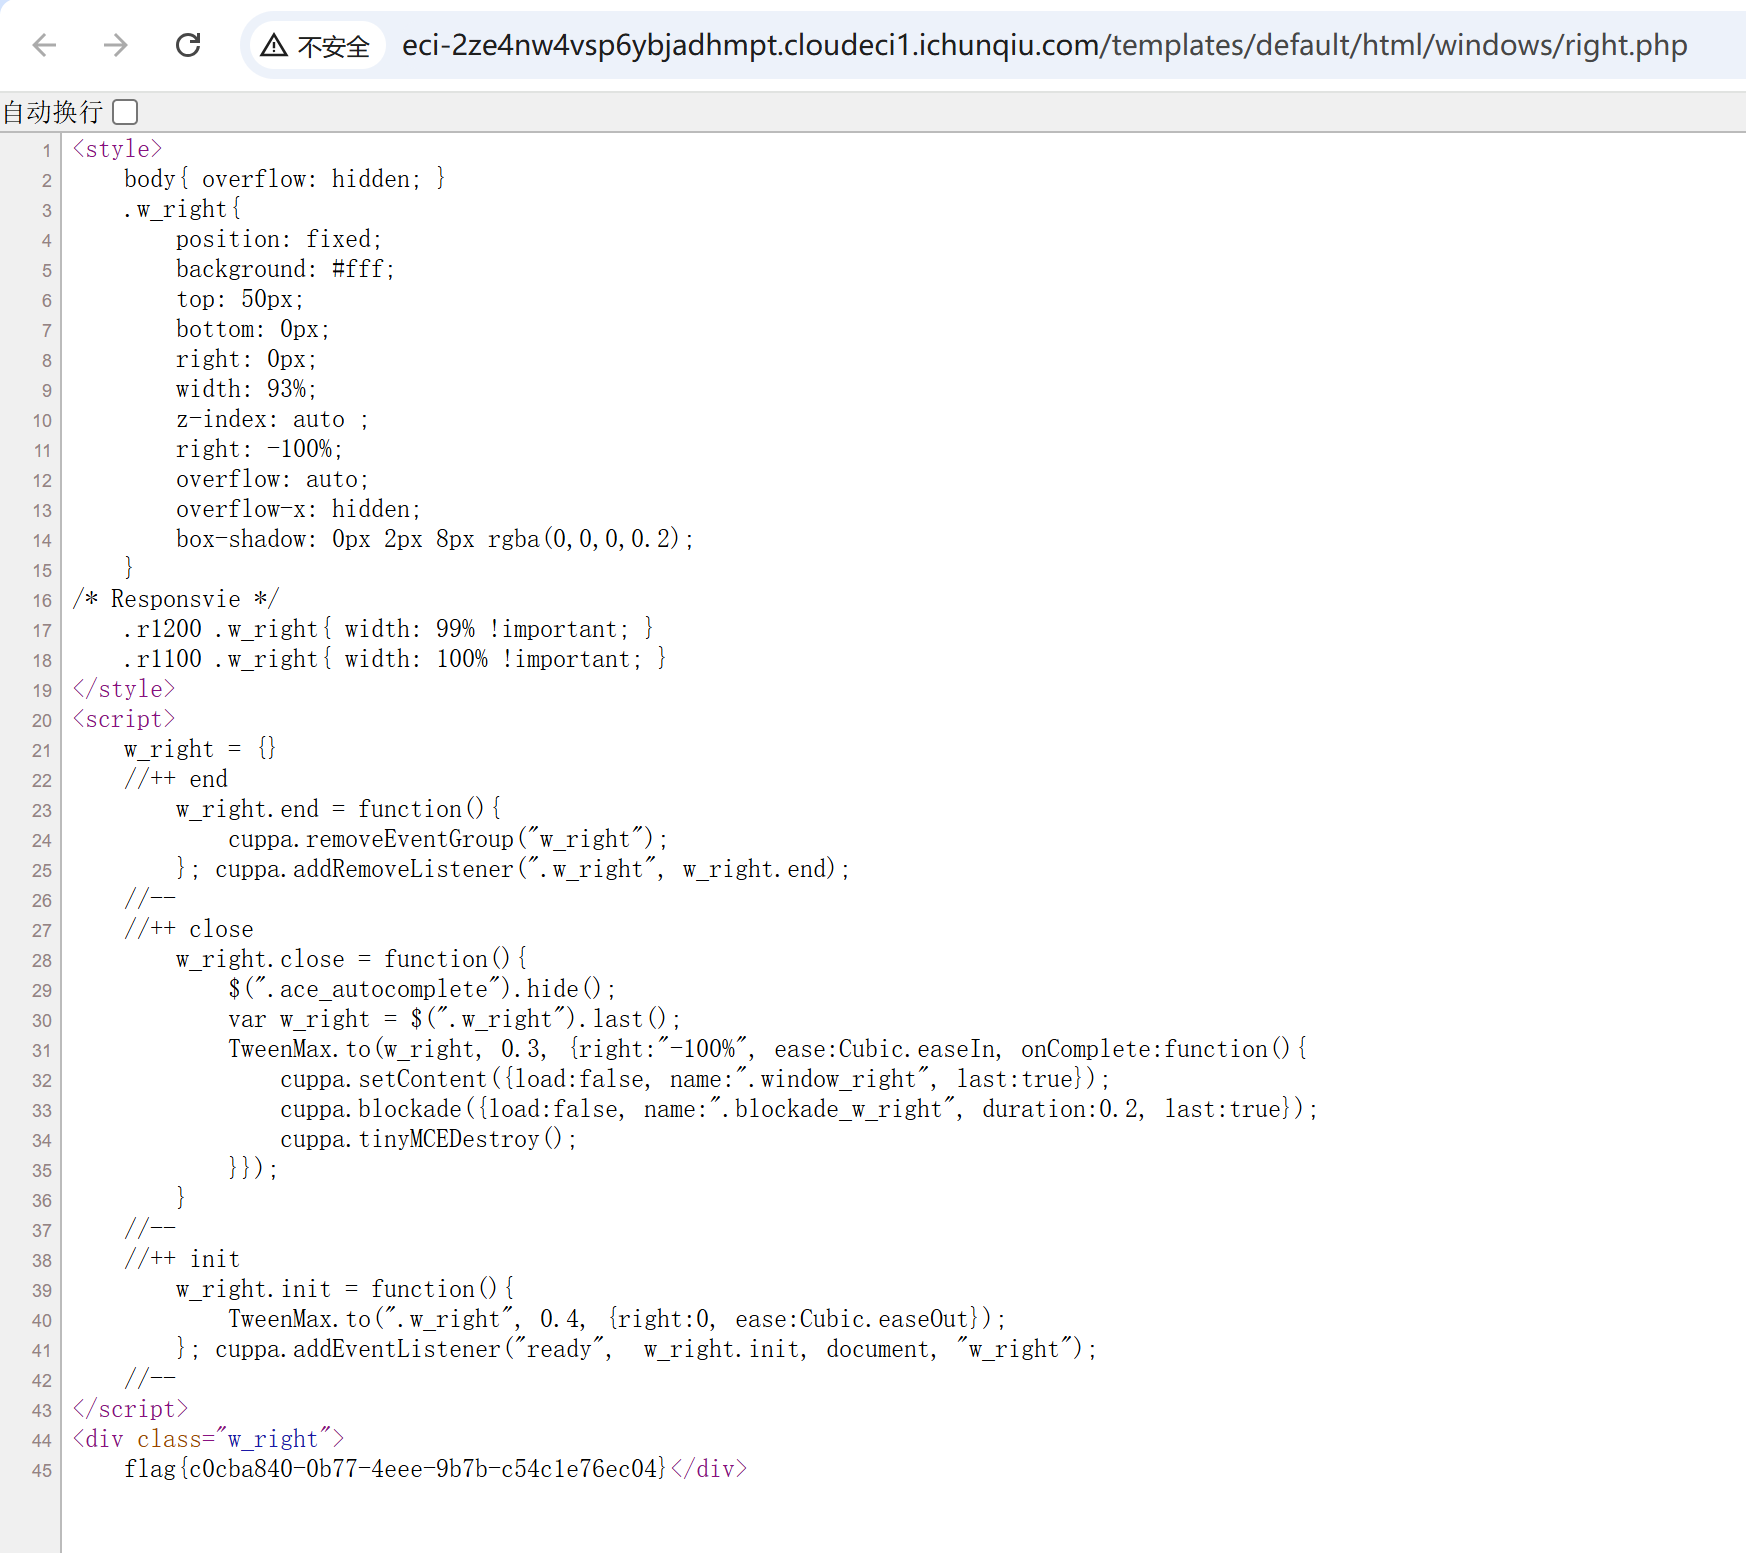 不安全 eci-2ze4nw4vsp6ybjadhmpt.cloudeci1.ichunqiu.com/templates/default/html/windows/right.php
自动换行
1 <style>
2     body{ overflow: hidden; }
3     .w_right{
4         position: fixed;
5         background: #fff;
6         top: 50px;
7         bottom: 0px;
8         right: 0px;
9         width: 93%;
10         z-index: auto ;
11         right: -100%;
12         overflow: auto;
13         overflow-x: hidden;
14         box-shadow: 0px 2px 8px rgba(0,0,0,0.2);
15     }
16 /* Responsvie */
17     .r1200 .w_right{ width: 99% !important; }
18     .r1100 .w_right{ width: 100% !important; }
19 </style>
20 <script>
21     w_right = {}
22     //++ end
23         w_right.end = function(){
24             cuppa.removeEventGroup("w_right");
25         }; cuppa.addRemoveListener(".w_right", w_right.end);
26     //--
27     //++ close
28         w_right.close = function(){
29             $(".ace_autocomplete").hide();
30             var w_right = $(".w_right").last();
31             TweenMax.to(w_right, 0.3, {right:"-100%", ease:Cubic.easeIn, onComplete:function(){
32                 cuppa.setContent({load:false, name:".window_right", last:true});
33                 cuppa.blockade({load:false, name:".blockade_w_right", duration:0.2, last:true});
34                 cuppa.tinyMCEDestroy();
35             }});
36         }
37     //--
38     //++ init
39         w_right.init = function(){
40             TweenMax.to(".w_right", 0.4, {right:0, ease:Cubic.easeOut});
41         }; cuppa.addEventListener("ready",  w_right.init, document, "w_right");
42     //--
43 </script>
44 <div class="w_right">
45     flag{c0cba840-0b77-4eee-9b7b-c54c1e76ec04}</div>